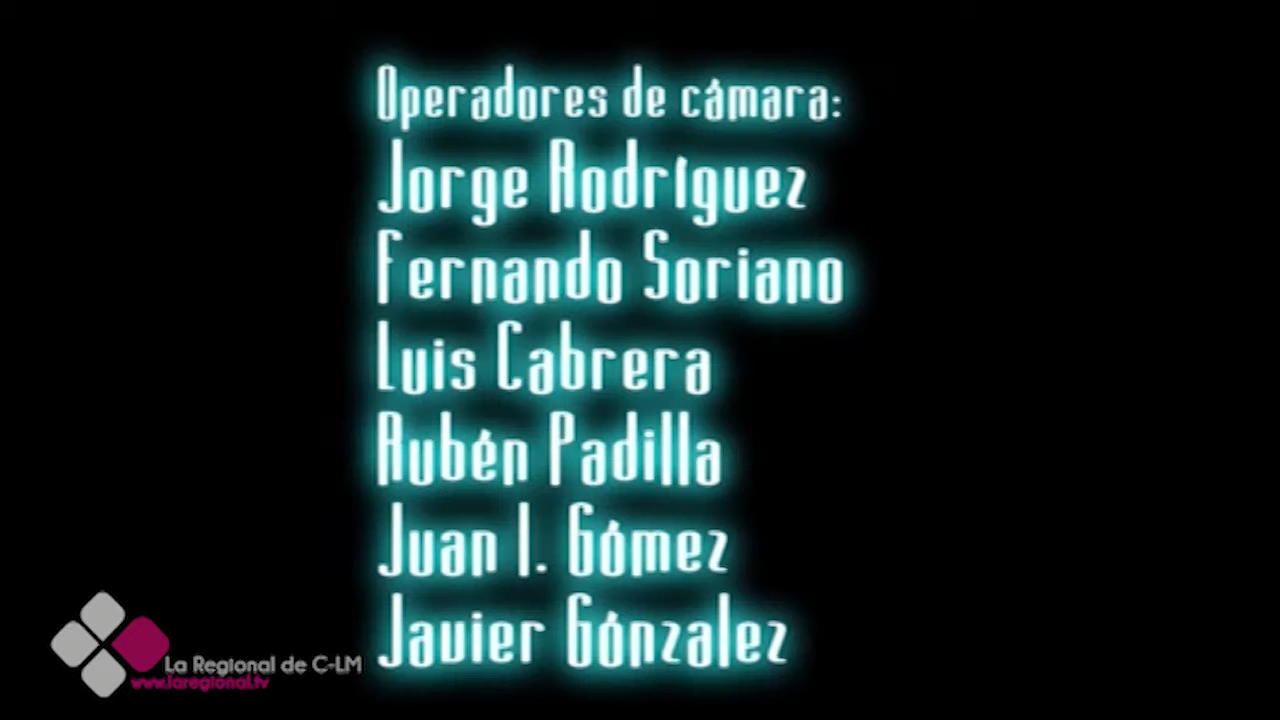 Operadores de cámara:
Jorge Rodríguez
Fernando Soriano
Luis Cabrera
Rubén Padilla
Juan I. Gómez
Javier Gónzalez
La Regional de C-LM
www.laregional.tv